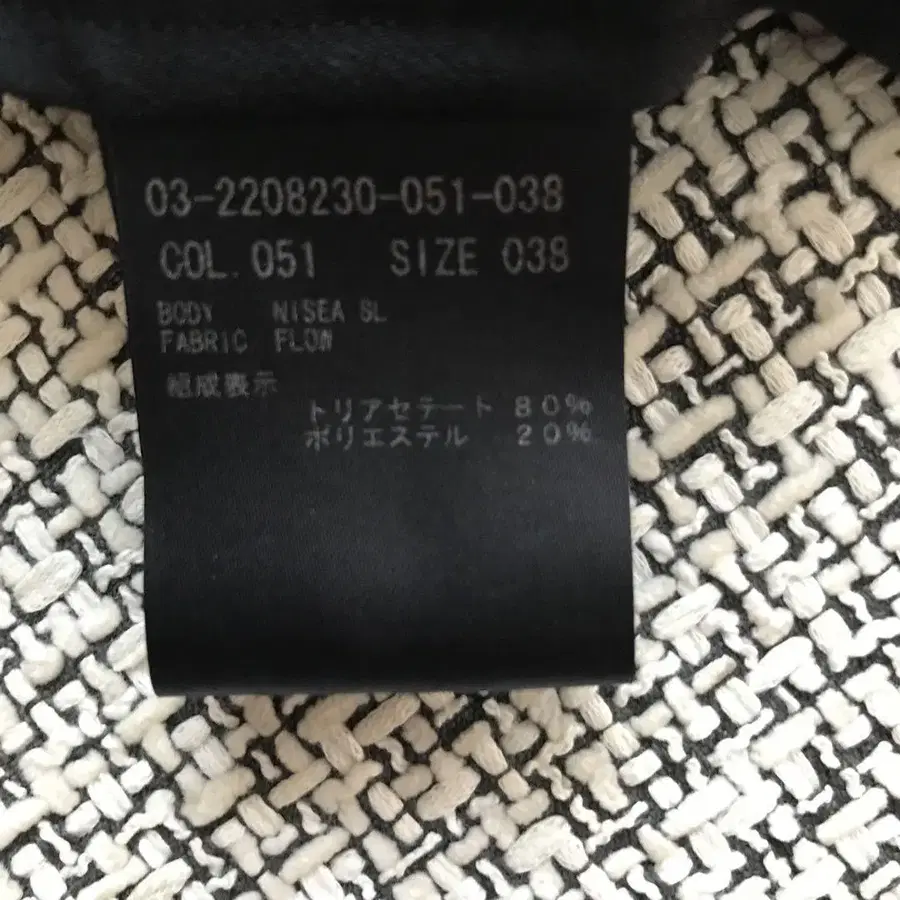 03-2208230-051-038
COL. 051 SIZE 038
BODY NISEA SL
FABRIC FLOW
組成表示
トリアセテート 80%
ポリエステル 20%